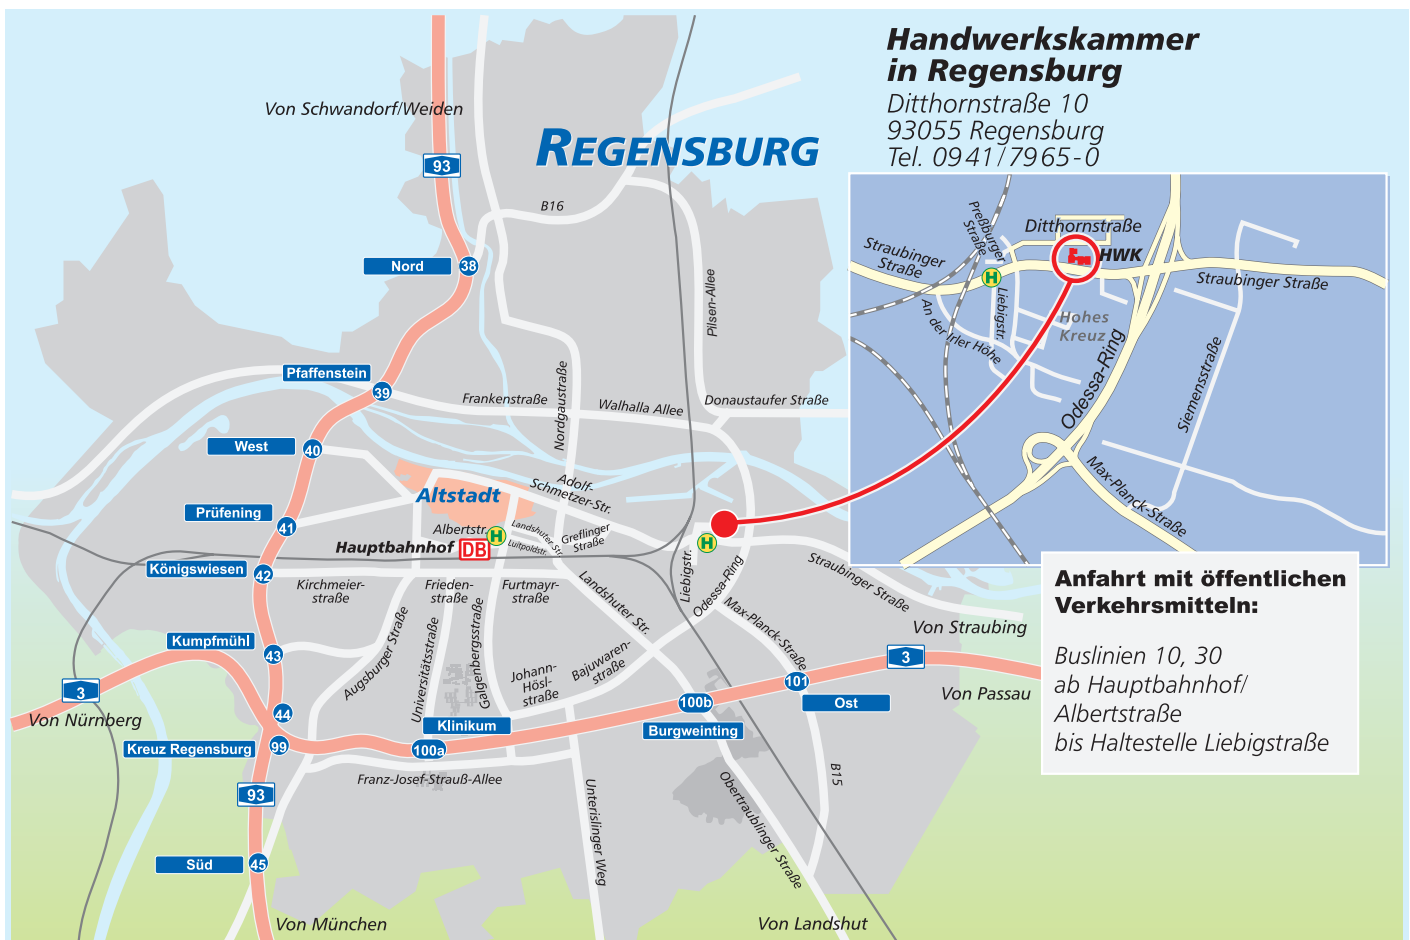 Handwerkskammer
in Regensburg
Ditthornstraße 10
93055 Regensburg
Tel. 09 41 / 79 65 - 0
Von Schwandorf/Weiden
REGENSBURG
93
B16
Nord
38
Pilsen-Allee
Pfaffenstein
39
Frankenstraße
Nordgaustraße
Walhalla Allee
Donaustaufer Straße
West
40
Altstadt
Adolf-
Schmetzer-Str.
Prüfening
41
Albertstr.
H
Landshuter Str.
Luitpoldstr.
Greflinger
Straße
Hauptbahnhof
DB
H
Königswiesen
42
Kirchmeier-
straße
Frieden-
straße
Furtmayr-
straße
Landshuter Str.
Liebigstr.
Odessa-Ring
Max-Planck-Straße
Straubinger Straße
Von Straubing
Kumpfmühl
43
Augsburger Straße
Universitätsstraße
Galgenbergsstraße
Johann-
Hösl-
straße
Bajuwaren-
straße
3
Von Passau
3
Von Nürnberg
44
101
Ost
100b
Burgweinting
Klinikum
100a
Kreuz Regensburg
99
Franz-Josef-Strauß-Allee
93
Unterislinger Weg
Obertraublinger Straße
B15
Süd
45
Von München
Von Landshut
Preßburger
Straße
Ditthornstraße
HWK
Straubinger
Straße
H
Straubinger Straße
Liebigstr.
An der Irler Höhe
Hohes
Kreuz
Odessa-Ring
Siemensstraße
Max-Planck-Straße
Anfahrt mit öffentlichen
Verkehrsmitteln:
Buslinien 10, 30
ab Hauptbahnhof/
Albertstraße
bis Haltestelle Liebigstraße